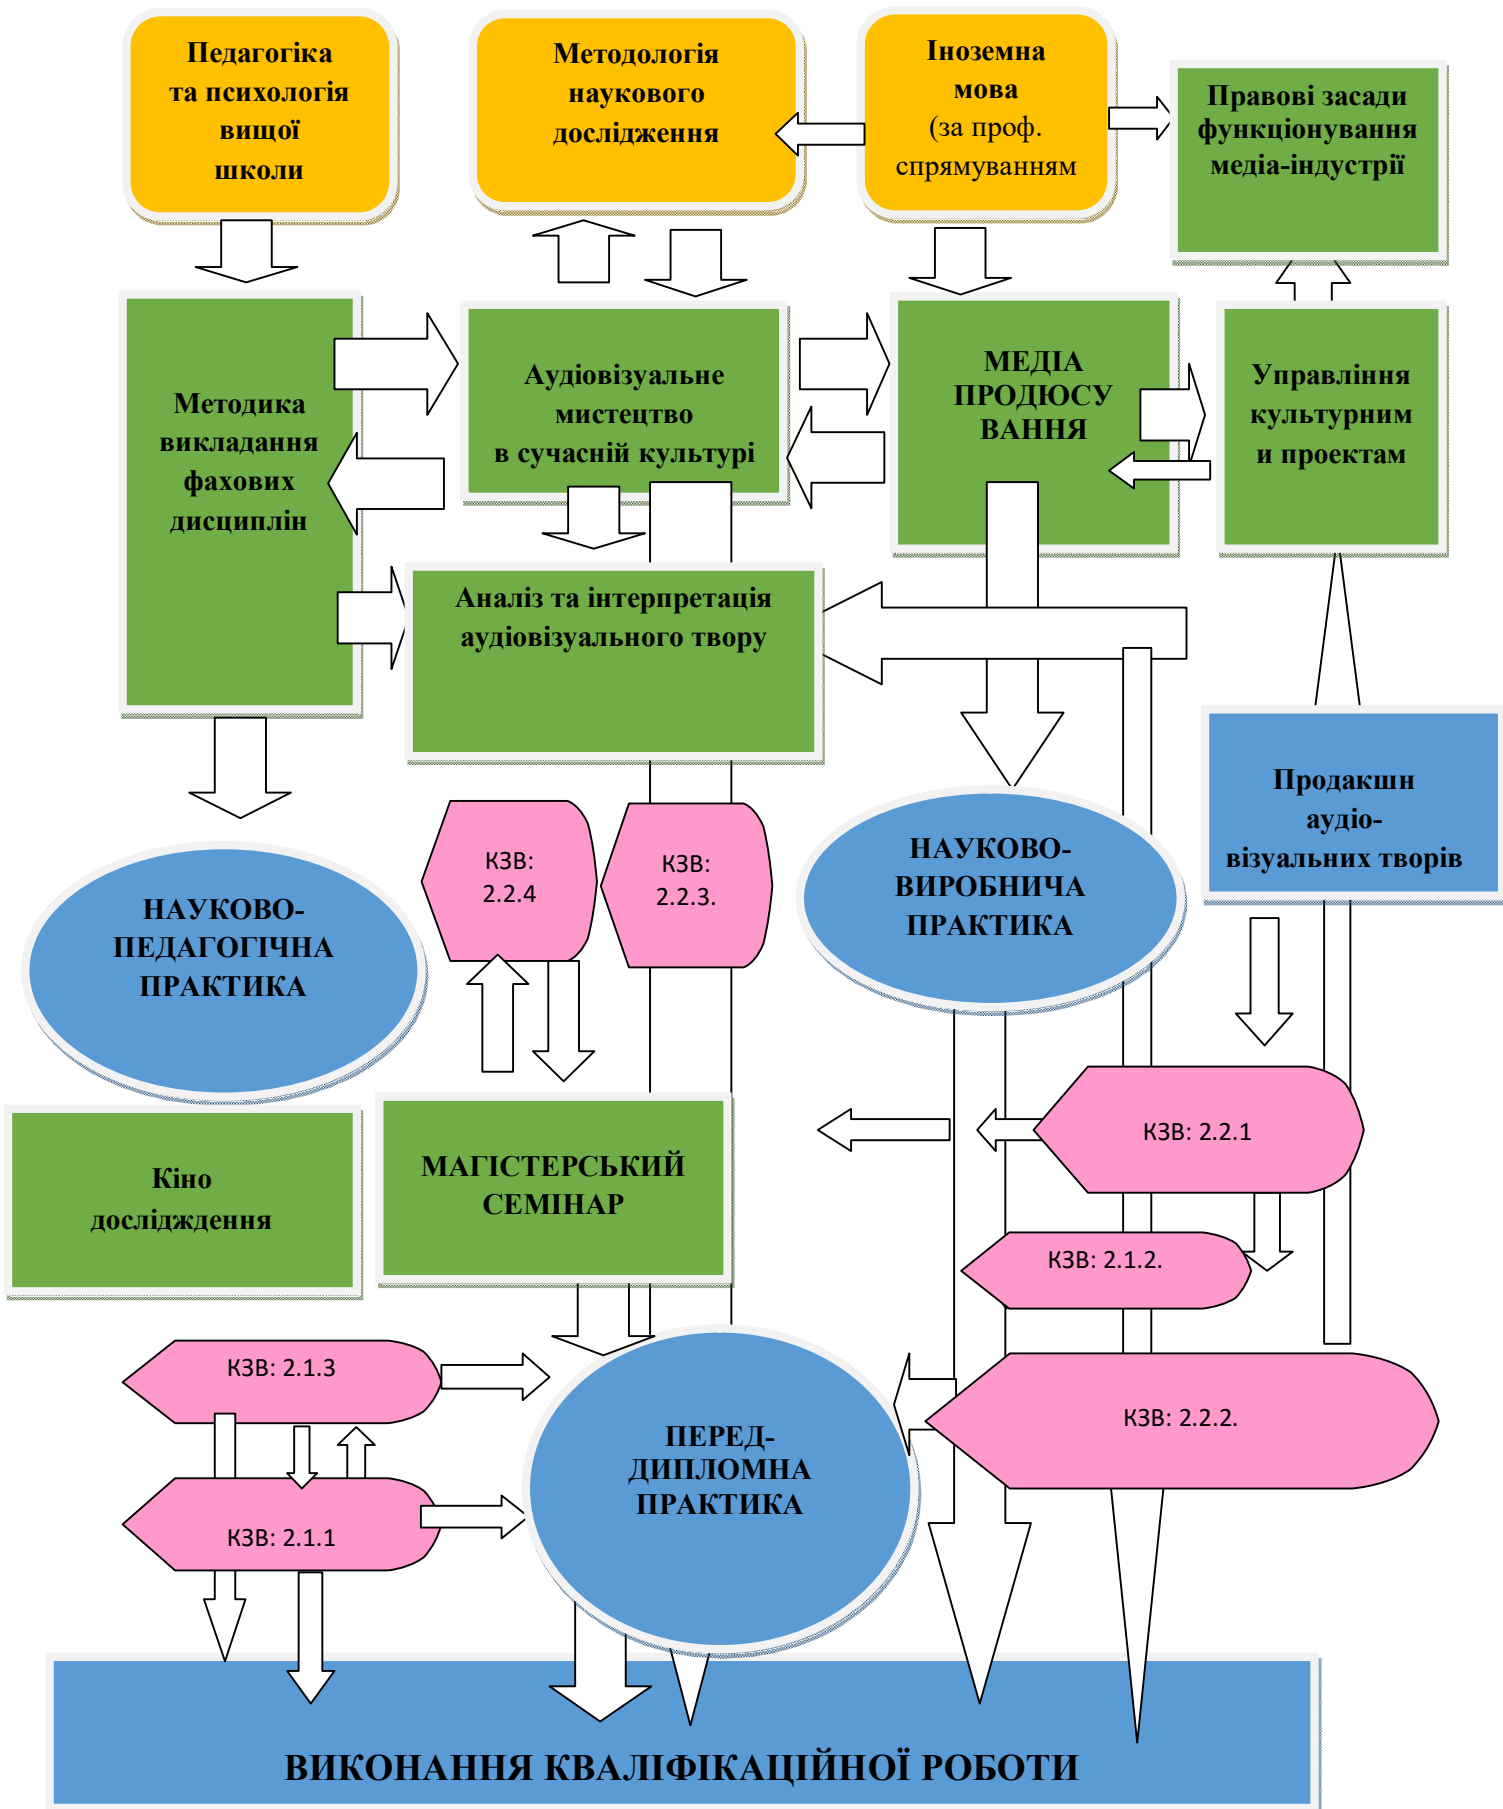 Педагогіка
та психологія
вищої
школи
Методологія
наукового
дослідження
Іноземна
мова
(за проф.
спрямуванням
Правові засади
функціонування
медіа-індустрії
Методика
викладання
фахових
дисциплін
Аудіовізуальне
мистецтво
в сучасній культурі
МЕДІА
ПРОДЮСУ
ВАННЯ
Управління
культурним
и проектам
Аналіз та інтерпретація
аудіовізуального твору
Продакшн
аудіо-
візуальних творів
КЗВ:
2.2.4
КЗВ:
2.2.3.
НАУКОВО-
ВИРОБНИЧА
ПРАКТИКА
НАУКОВО-
ПЕДАГОГІЧНА
ПРАКТИКА
КЗВ: 2.2.1
Кіно
дослідждення
МАГІСТЕРСЬКИЙ
СЕМІНАР
КЗВ: 2.1.2.
КЗВ: 2.1.3
КЗВ: 2.2.2.
ПЕРЕД-
ДИПЛОМНА
ПРАКТИКА
КЗВ: 2.1.1
ВИКОНАННЯ КВАЛІФІКАЦІЙНОЇ РОБОТИ